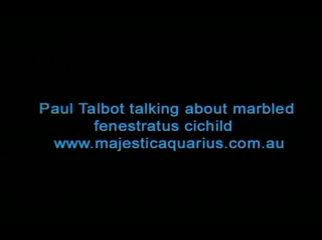 Paul Talbot talking about marbled
fenestratus cichild
www.majesticaquarius.com.au